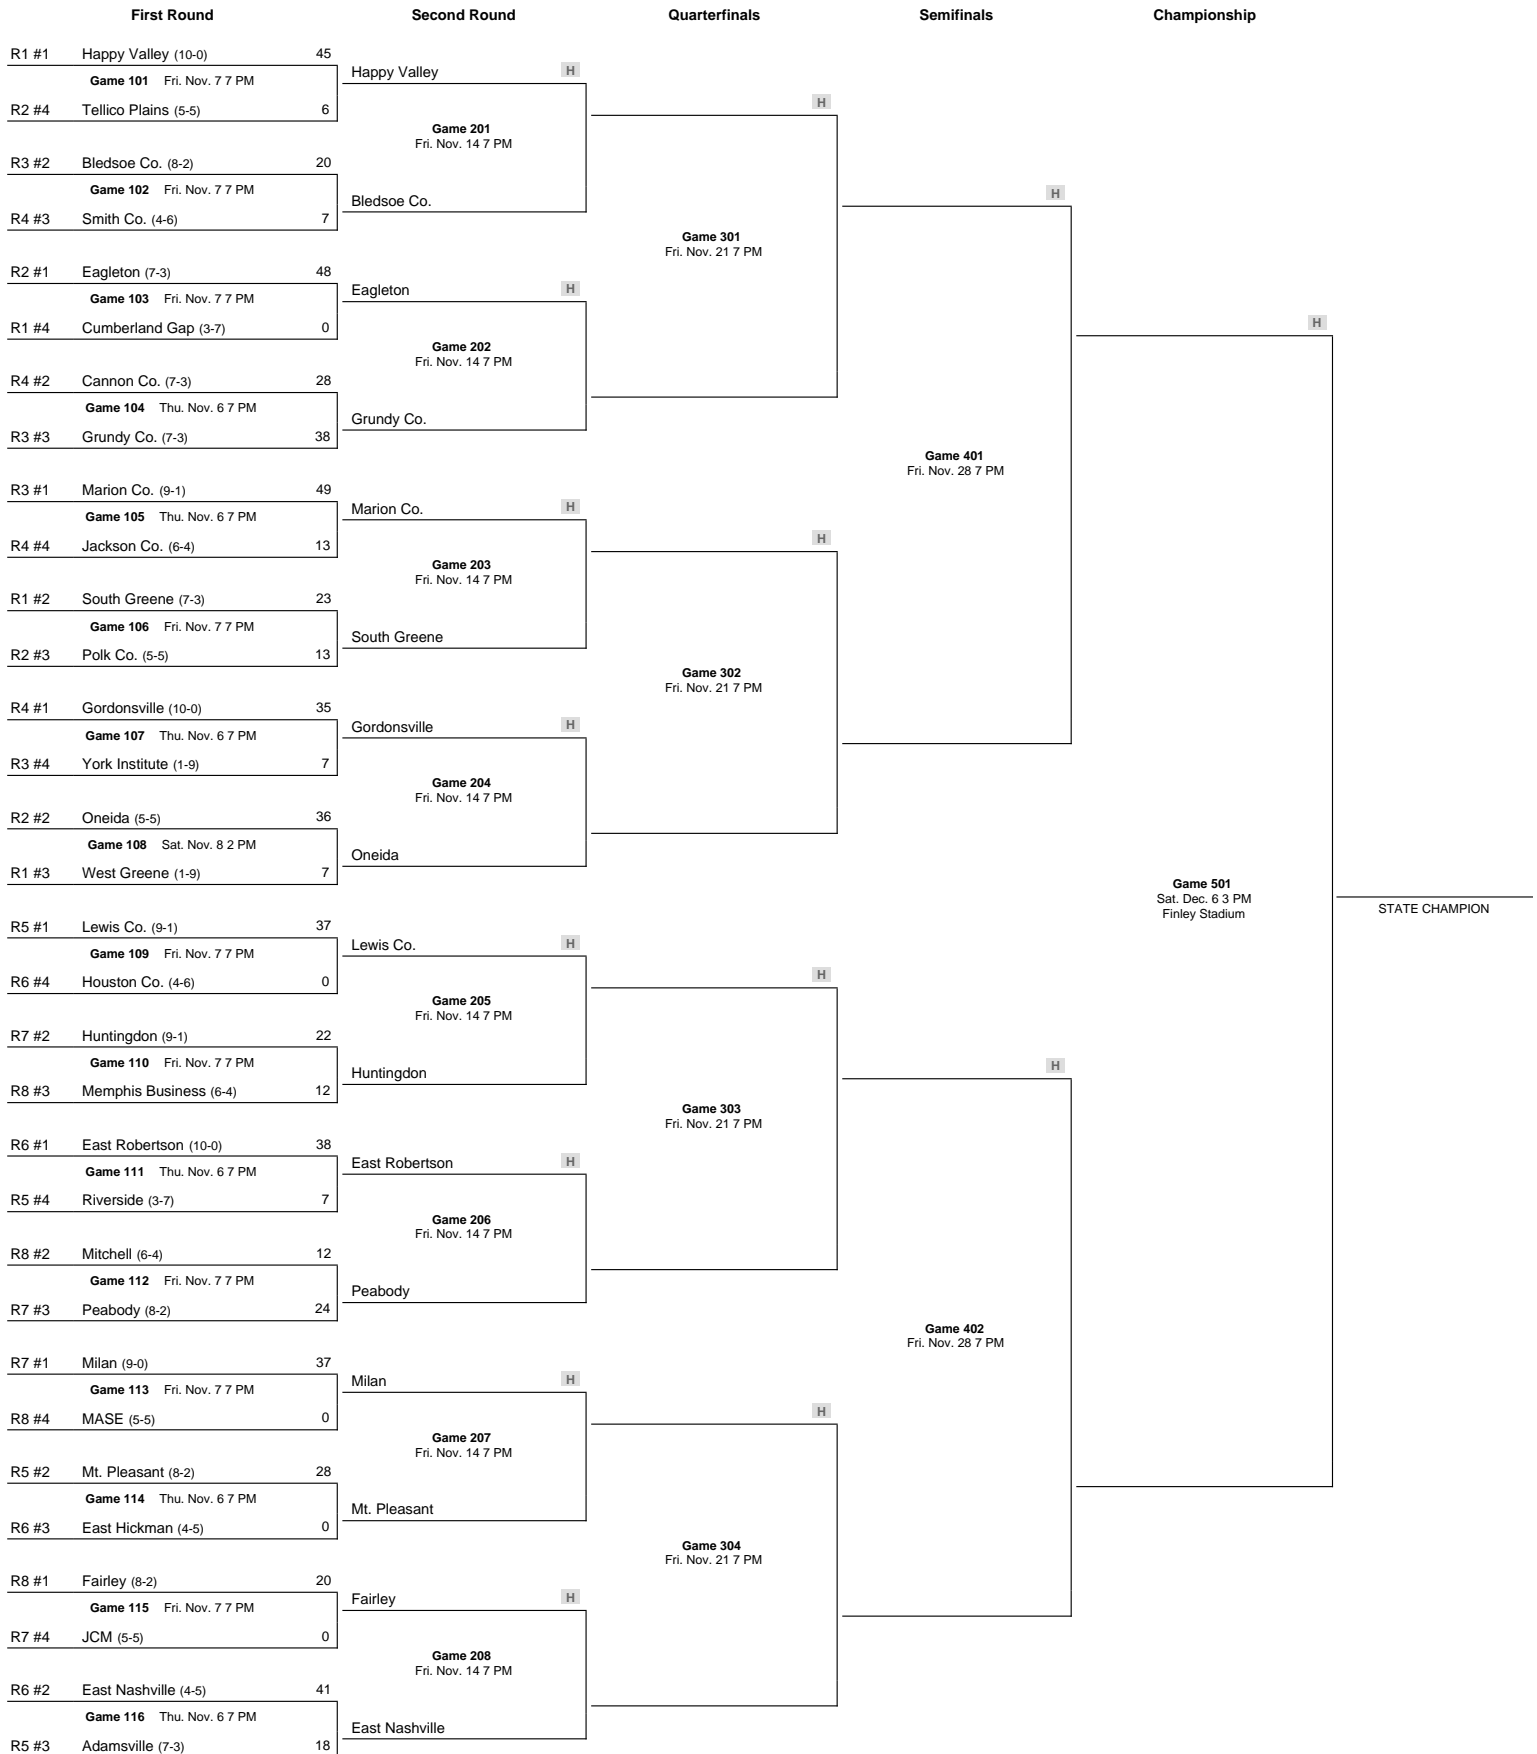 First Round Second Round Quarterfinals Semifinals Championship
R1 #1 Happy Valley (10-0) 45
Game 101 Fri. Nov. 7 7 PM
R2 #4 Tellico Plains (5-5) 6
R3 #2 Bledsoe Co. (8-2) 20
Game 102 Fri. Nov. 7 7 PM
R4 #3 Smith Co. (4-6) 7
R2 #1 Eagleton (7-3) 48
Game 103 Fri. Nov. 7 7 PM
R1 #4 Cumberland Gap (3-7) 0
R4 #2 Cannon Co. (7-3) 28
Game 104 Thu. Nov. 6 7 PM
R3 #3 Grundy Co. (7-3) 38
R3 #1 Marion Co. (9-1) 49
Game 105 Thu. Nov. 6 7 PM
R4 #4 Jackson Co. (6-4) 13
R1 #2 South Greene (7-3) 23
Game 106 Fri. Nov. 7 7 PM
R2 #3 Polk Co. (5-5) 13
R4 #1 Gordonsville (10-0) 35
Game 107 Thu. Nov. 6 7 PM
R3 #4 York Institute (1-9) 7
R2 #2 Oneida (5-5) 36
Game 108 Sat. Nov. 8 2 PM
R1 #3 West Greene (1-9) 7
R5 #1 Lewis Co. (9-1) 37
Game 109 Fri. Nov. 7 7 PM
R6 #4 Houston Co. (4-6) 0
R7 #2 Huntingdon (9-1) 22
Game 110 Fri. Nov. 7 7 PM
R8 #3 Memphis Business (6-4) 12
R6 #1 East Robertson (10-0) 38
Game 111 Thu. Nov. 6 7 PM
R5 #4 Riverside (3-7) 7
R8 #2 Mitchell (6-4) 12
Game 112 Fri. Nov. 7 7 PM
R7 #3 Peabody (8-2) 24
R7 #1 Milan (9-0) 37
Game 113 Fri. Nov. 7 7 PM
R8 #4 MASE (5-5) 0
R5 #2 Mt. Pleasant (8-2) 28
Game 114 Thu. Nov. 6 7 PM
R6 #3 East Hickman (4-5) 0
R8 #1 Fairley (8-2) 20
Game 115 Fri. Nov. 7 7 PM
R7 #4 JCM (5-5) 0
R6 #2 East Nashville (4-5) 41
Game 116 Thu. Nov. 6 7 PM
R5 #3 Adamsville (7-3) 18
Happy Valley H
Game 201
Fri. Nov. 14 7 PM
Bledsoe Co.
Eagleton H
Game 202
Fri. Nov. 14 7 PM
Grundy Co.
Marion Co. H
Game 203
Fri. Nov. 14 7 PM
South Greene
Gordonsville H
Game 204
Fri. Nov. 14 7 PM
Oneida
Lewis Co. H
Game 205
Fri. Nov. 14 7 PM
Huntingdon
East Robertson H
Game 206
Fri. Nov. 14 7 PM
Peabody
Milan H
Game 207
Fri. Nov. 14 7 PM
Mt. Pleasant
Fairley H
Game 208
Fri. Nov. 14 7 PM
East Nashville
H
Game 301
Fri. Nov. 21 7 PM
H
Game 302
Fri. Nov. 21 7 PM
H
Game 303
Fri. Nov. 21 7 PM
H
Game 304
Fri. Nov. 21 7 PM
H
Game 401
Fri. Nov. 28 7 PM
H
Game 402
Fri. Nov. 28 7 PM
H
Game 501
Sat. Dec. 6 3 PM
Finley Stadium
STATE CHAMPION